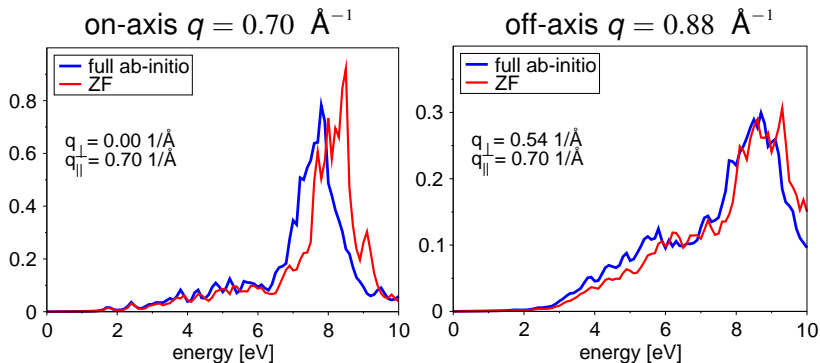 on-axis q = 0.70 Å⁻¹
full ab-initio
ZF
q⊥ = 0.00 1/Å
q|| = 0.70 1/Å
0.8
0.6
0.4
0.2
0
0 2 4 6 8 10
energy [eV]
off-axis q = 0.88 Å⁻¹
full ab-initio
ZF
q⊥ = 0.54 1/Å
q|| = 0.70 1/Å
0.3
0.2
0.1
0
0 2 4 6 8 10
energy [eV]